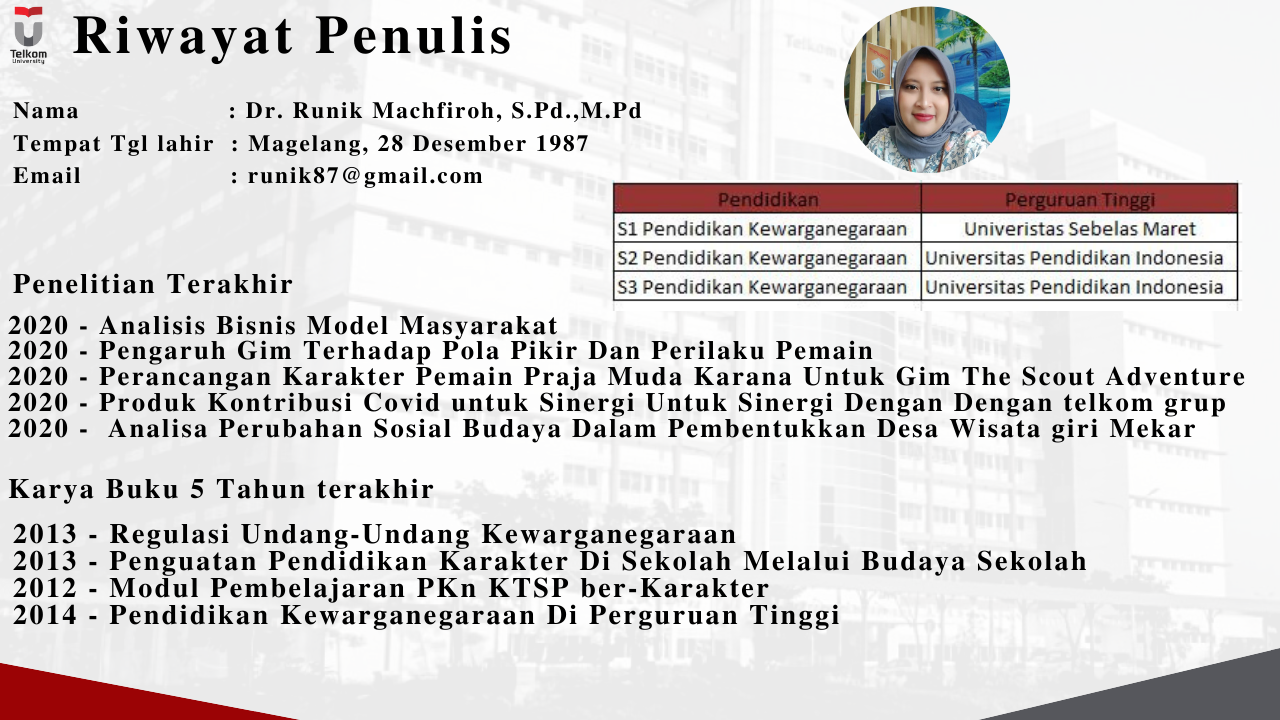 Telkom
University
Riwayat Penulis
Nama : Dr. Runik Machfiroh, S.Pd.,M.Pd
Tempat Tgl lahir : Magelang, 28 Desember 1987
Email : runik87@gmail.com
Pendidikan Perguruan Tinggi
S1 Pendidikan Kewarganegaraan Univeristas Sebelas Maret
S2 Pendidikan Kewarganegaraan Universitas Pendidikan Indonesia
S3 Pendidikan Kewarganegaraan Universitas Pendidikan Indonesia
Penelitian Terakhir
2020 - Analisis Bisnis Model Masyarakat
2020 - Pengaruh Gim Terhadap Pola Pikir Dan Perilaku Pemain
2020 - Perancangan Karakter Pemain Praja Muda Karana Untuk Gim The Scout Adventure
2020 - Produk Kontribusi Covid untuk Sinergi Untuk Sinergi Dengan Dengan telkom grup
2020 - Analisa Perubahan Sosial Budaya Dalam Pembentukkan Desa Wisata giri Mekar
Karya Buku 5 Tahun terakhir
2013 - Regulasi Undang-Undang Kewarganegaraan
2013 - Penguatan Pendidikan Karakter Di Sekolah Melalui Budaya Sekolah
2012 - Modul Pembelajaran PKn KTSP ber-Karakter
2014 - Pendidikan Kewarganegaraan Di Perguruan Tinggi